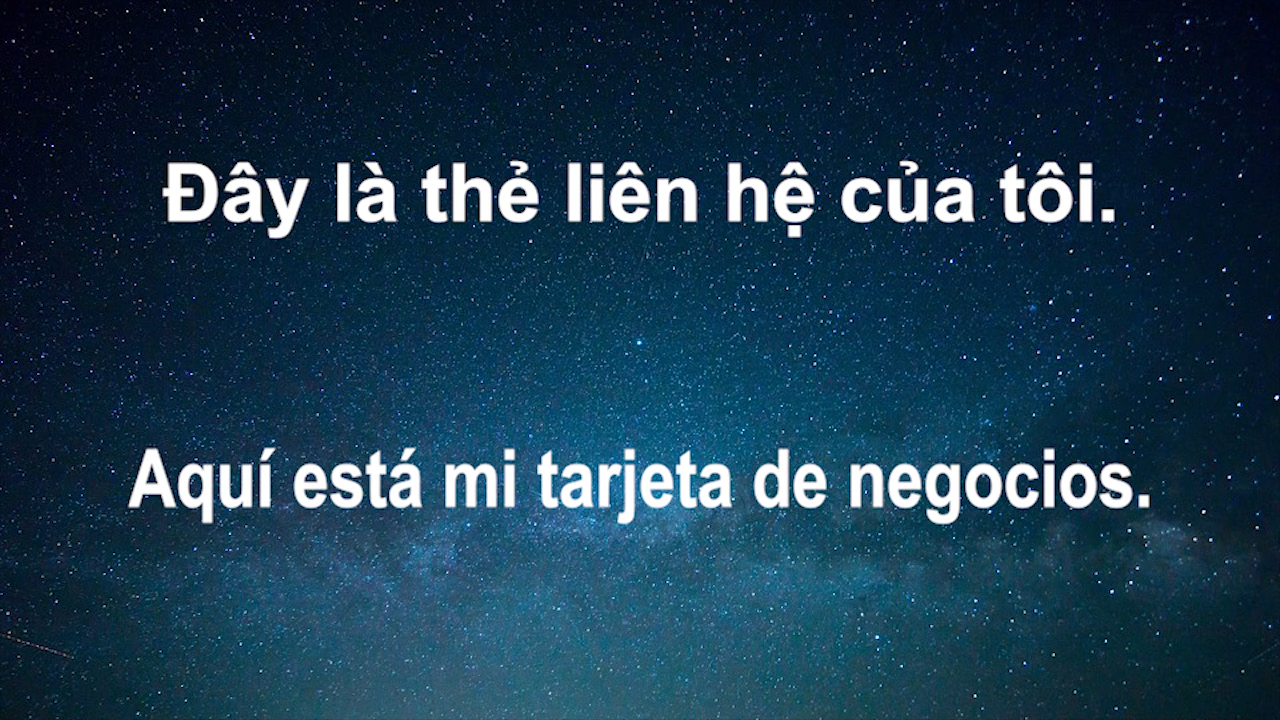 Đây là thẻ liên hệ của tôi.
Aquí está mi tarjeta de negocios.